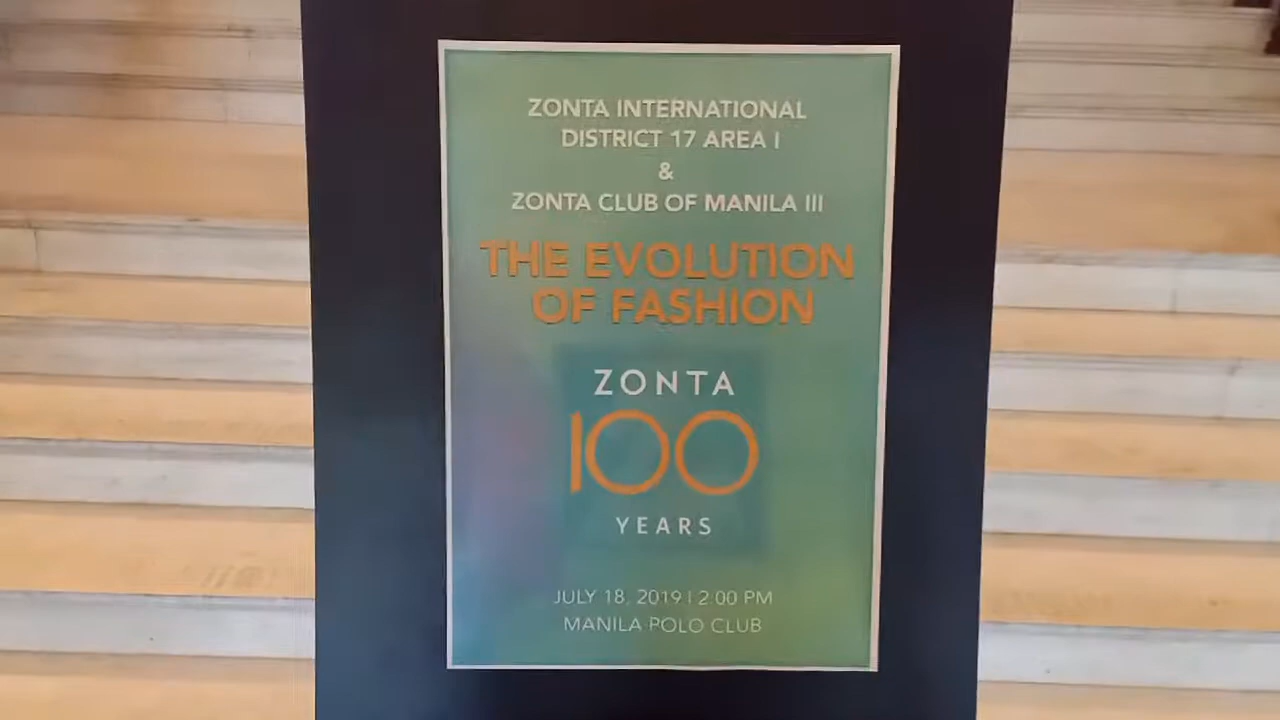 ZONTA INTERNATIONAL
DISTRICT 17 AREA I
&
ZONTA CLUB OF MANILA III
THE EVOLUTION
OF FASHION
ZONTA
100
YEARS
JULY 18, 2019 | 2:00 PM
MANILA POLO CLUB